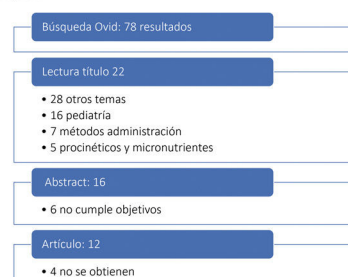 Búsqueda Ovid: 78 resultados
Lectura título 22
• 28 otros temas
• 16 pediatría
• 7 métodos administración
• 5 procinéticos y micronutrientes
Abstract: 16
• 6 no cumple objetivos
Artículo: 12
• 4 no se obtienen